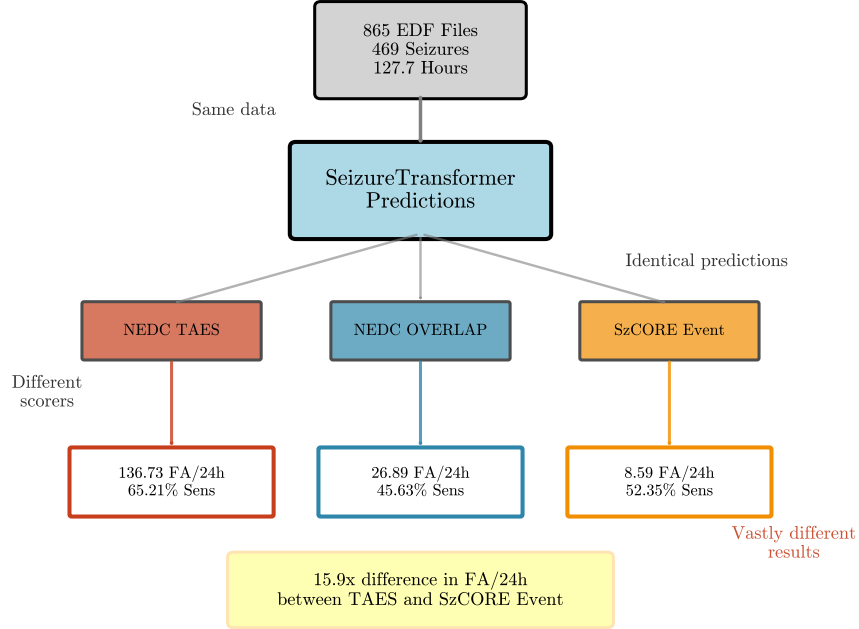 865 EDF Files
469 Seizures
127.7 Hours
Same data
SeizureTransformer
Predictions
Identical predictions
NEDC TAES
NEDC OVERLAP
SzCORE Event
Different
scorers
136.73 FA/24h
65.21% Sens
26.89 FA/24h
45.63% Sens
8.59 FA/24h
52.35% Sens
Vastly different
results
15.9x difference in FA/24h
between TAES and SzCORE Event